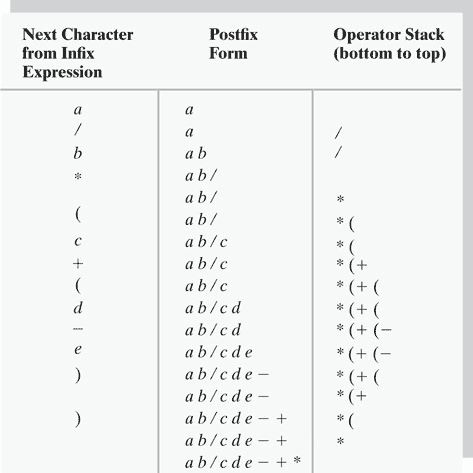 Next Character Postfix Operator Stack
from Infix Form (bottom to top)
Expression
a a
/ a /
b a b /
* a b /
a b / *
( a b / * (
c a b / c * (
+ a b / c * ( +
( a b / c * ( + (
d a b / c d * ( + (
− a b / c d * ( + ( −
e a b / c d e * ( + ( −
) a b / c d e − * ( + (
a b / c d e − * ( +
) a b / c d e − + * (
a b / c d e − + *
a b / c d e − + *